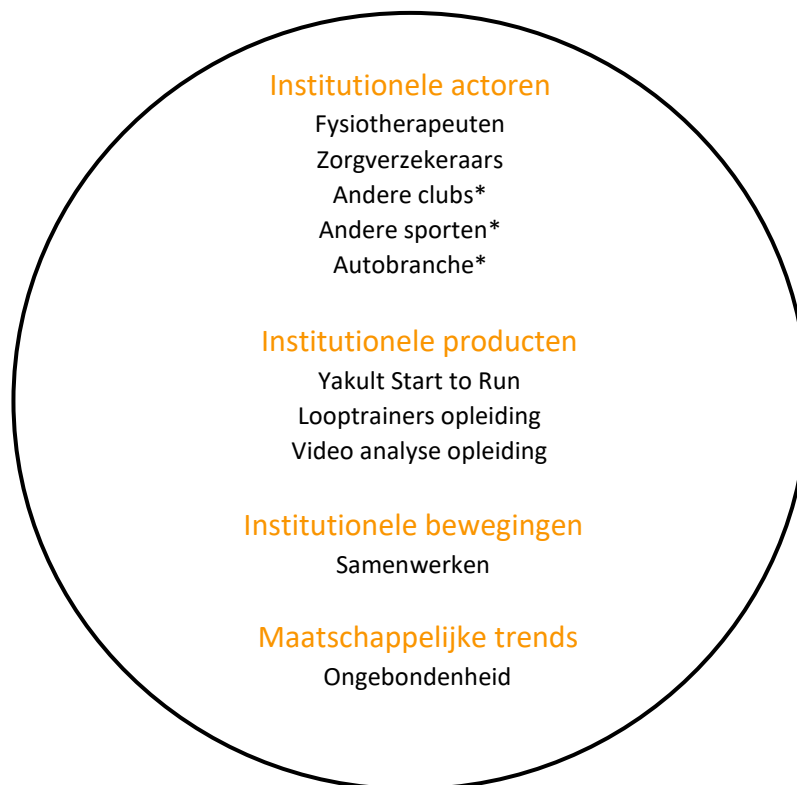 Institutionele actoren
Fysiotherapeuten
Zorgverzekeraars
Andere clubs*
Andere sporten*
Autobranche*
Institutionele producten
Yakult Start to Run
Looptrainers opleiding
Video analyse opleiding
Institutionele bewegingen
Samenwerken
Maatschappelijke trends
Ongebondenheid